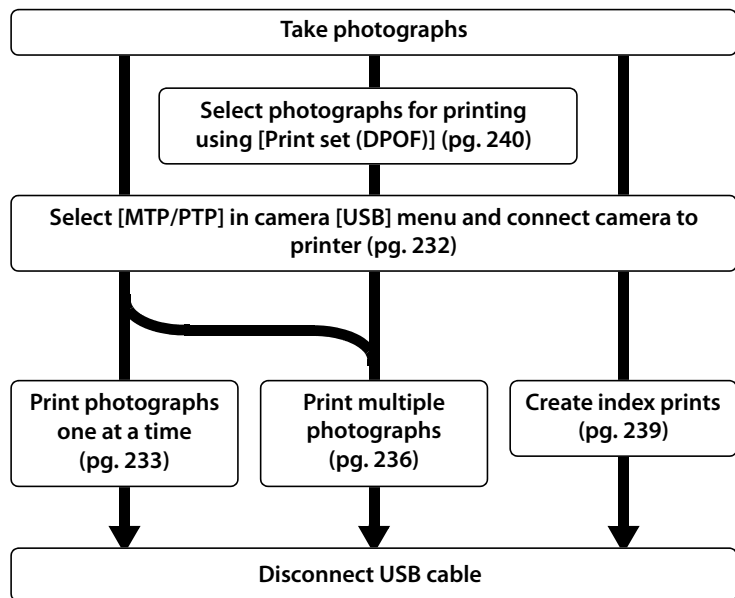 Take photographs
Select photographs for printing
using [Print set (DPOF)] (pg. 240)
Select [MTP/PTP] in camera [USB] menu and connect camera to
printer (pg. 232)
Print photographs
one at a time
(pg. 233)
Print multiple
photographs
(pg. 236)
Create index prints
(pg. 239)
Disconnect USB cable